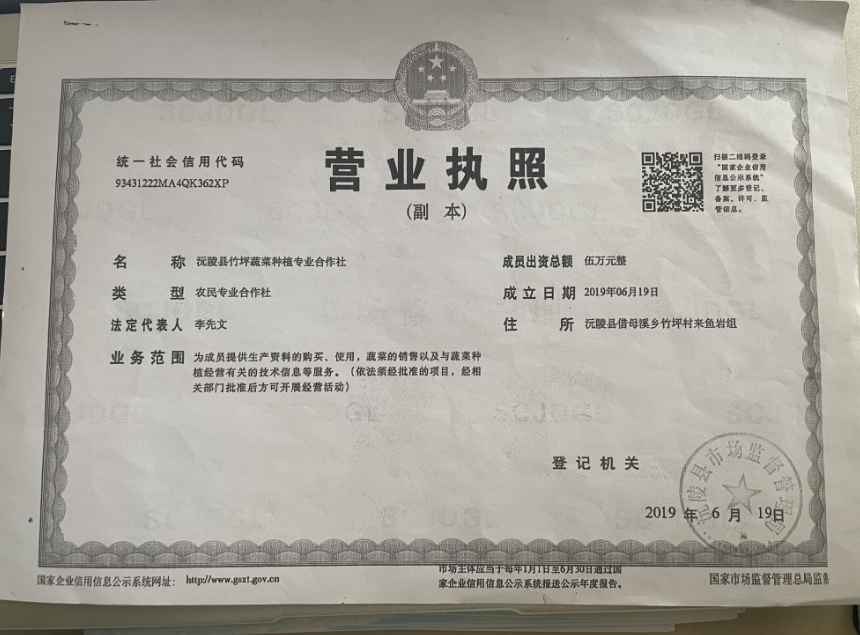 统一社会信用代码
93431222MA4QK362XP
营业执照
（副 本）
扫描二维码登录
“国家企业信用
信息公示系统”
了解更多登记、
备案、许可、监
管信息。
名 称 沅陵县竹坪蔬菜种植专业合作社
类 型 农民专业合作社
法定代表人 李先文
业务范围 为成员提供生产资料的购买、使用，蔬菜的销售以及与蔬菜种
植经营有关的技术信息等服务。（依法须经批准的项目，经相
关部门批准后方可开展经营活动）
成员出资总额 伍万元整
成立日期 2019年06月19日
住 所 沅陵县借母溪乡竹坪村来鱼岩组
登记机关
沅陵县市场监督管理局
2019 年 6 月 19日
国家企业信用信息公示系统网址： http://www.gsxt.gov.cn
市场主体应当于每年1月1日至6月30日通过国
家企业信用信息公示系统报送公示年度报告。
国家市场监督管理总局监制